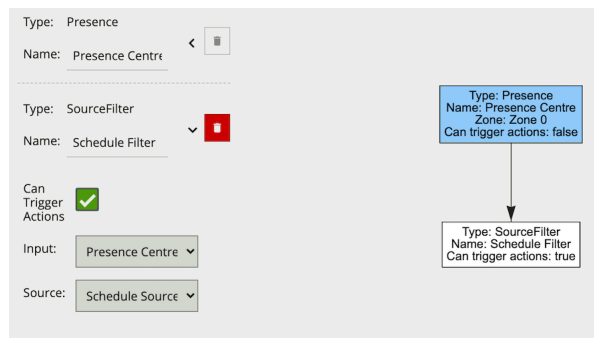 Type: Presence
Name: Presence Centre
Type: SourceFilter
Name: Schedule Filter
Can
Trigger
Actions
Input: Presence Centre
Source: Schedule Source
Type: Presence
Name: Presence Centre
Zone: Zone 0
Can trigger actions: false
Type: SourceFilter
Name: Schedule Filter
Can trigger actions: true